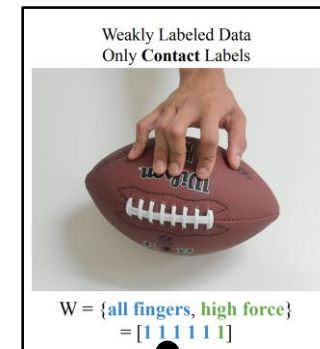 Weakly Labeled Data
Only Contact Labels
Wilson
W = {all fingers, high force}
= [1 1 1 1 1 1]